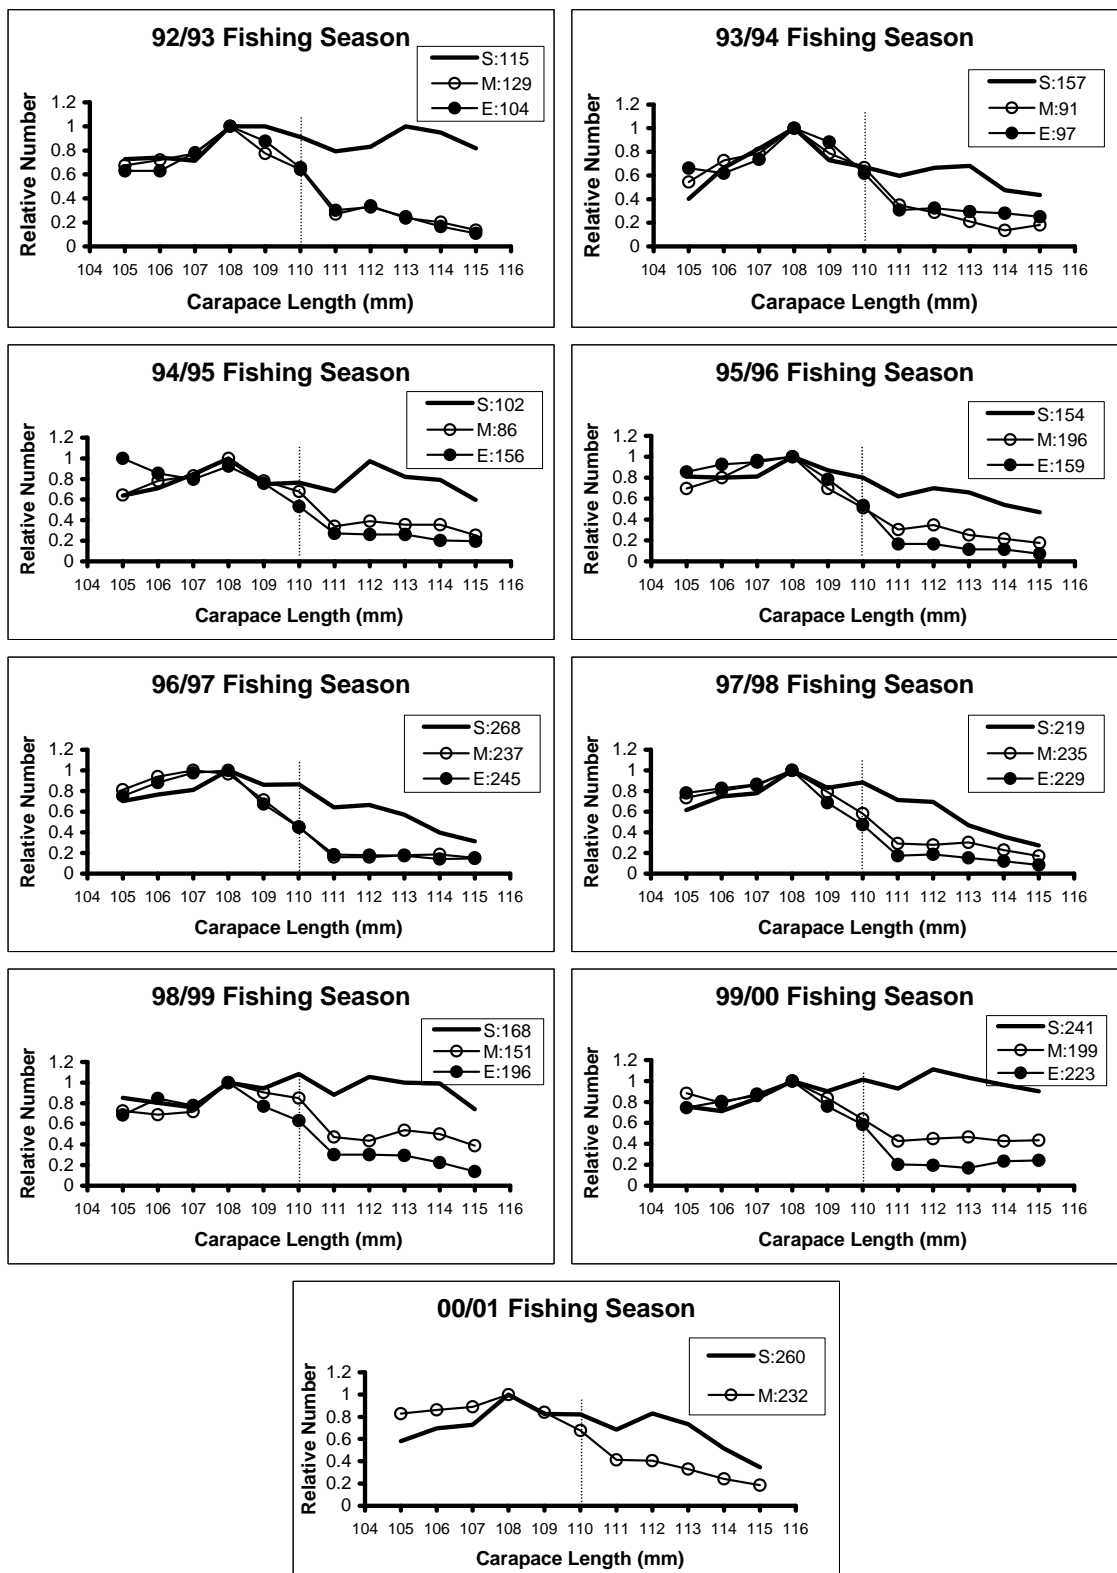 92/93 Fishing Season
S:115
M:129
E:104
Relative Number
1.2
1
0.8
0.6
0.4
0.2
0
104 105 106 107 108 109 110 111 112 113 114 115 116
Carapace Length (mm)
93/94 Fishing Season
S:157
M:91
E:97
Relative Number
1.2
1
0.8
0.6
0.4
0.2
0
104 105 106 107 108 109 110 111 112 113 114 115 116
Carapace Length (mm)
94/95 Fishing Season
S:102
M:86
E:156
Relative Number
1.2
1
0.8
0.6
0.4
0.2
0
104 105 106 107 108 109 110 111 112 113 114 115 116
Carapace Length (mm)
95/96 Fishing Season
S:154
M:196
E:159
Relative Number
1.2
1
0.8
0.6
0.4
0.2
0
104 105 106 107 108 109 110 111 112 113 114 115 116
Carapace Length (mm)
96/97 Fishing Season
S:268
M:237
E:245
Relative Number
1.2
1
0.8
0.6
0.4
0.2
0
104 105 106 107 108 109 110 111 112 113 114 115 116
Carapace Length (mm)
97/98 Fishing Season
S:219
M:235
E:229
Relative Number
1.2
1
0.8
0.6
0.4
0.2
0
104 105 106 107 108 109 110 111 112 113 114 115 116
Carapace Length (mm)
98/99 Fishing Season
S:168
M:151
E:196
Relative Number
1.2
1
0.8
0.6
0.4
0.2
0
104 105 106 107 108 109 110 111 112 113 114 115 116
Carapace Length (mm)
99/00 Fishing Season
S:241
M:199
E:223
Relative Number
1.2
1
0.8
0.6
0.4
0.2
0
104 105 106 107 108 109 110 111 112 113 114 115 116
Carapace Length (mm)
00/01 Fishing Season
S:260
M:232
Relative Number
1.2
1
0.8
0.6
0.4
0.2
0
104 105 106 107 108 109 110 111 112 113 114 115 116
Carapace Length (mm)